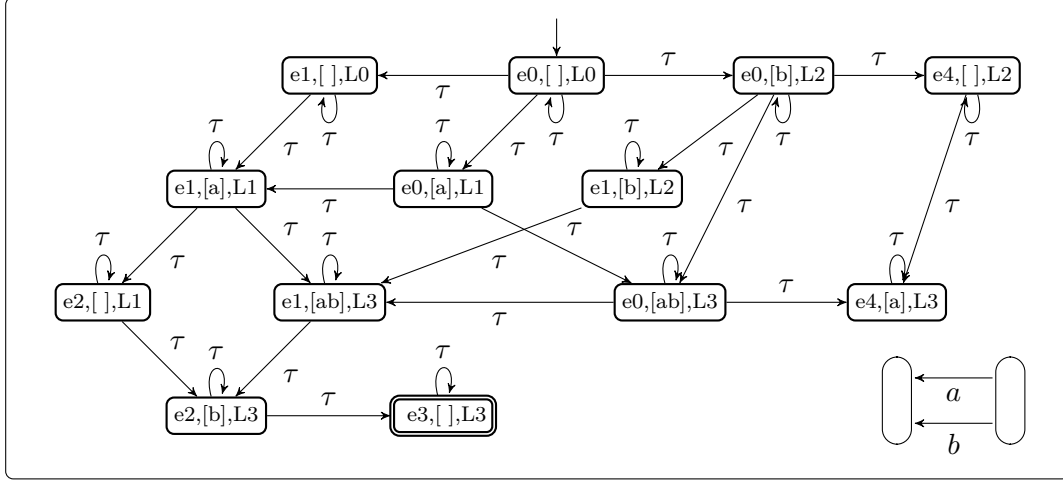 e1,[ ],L0 τ e0,[ ],L0 τ e0,[b],L2 τ e4,[ ],L2
τ τ τ τ
τ τ τ τ τ τ
e1,[a],L1 τ e0,[a],L1 e1,[b],L2 τ τ
τ τ τ τ τ τ τ τ
e2,[ ],L1 e1,[ab],L3 τ e0,[ab],L3 τ e4,[a],L3
τ τ τ τ
e2,[b],L3 τ e3,[ ],L3
a
b